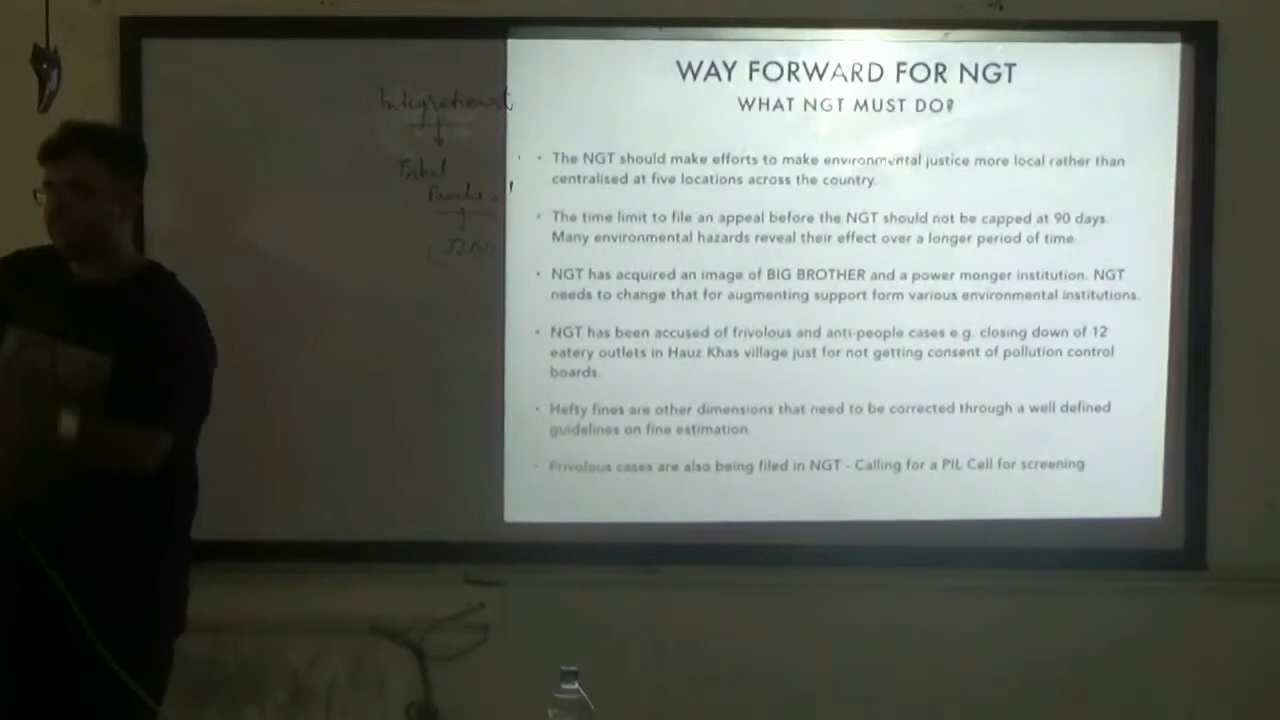 Integrationist
Tribal
WAY FORWARD FOR NGT
WHAT NGT MUST DO?
• The NGT should make efforts to make environmental justice more local rather than
centralised at five locations across the country.
• The time limit to file an appeal before the NGT should not be capped at 90 days.
Many environmental hazards reveal their effect over a longer period of time
• NGT has acquired an image of BIG BROTHER and a power monger institution. NGT
needs to change that for augmenting support form various environmental institutions.
• NGT has been accused of frivolous and anti-people cases e.g. closing down of 12
eatery outlets in Hauz Khas village just for not getting consent of pollution control
boards.
• Hefty fines are other dimensions that need to be corrected through a well defined
guidelines on fine estimation.
• Frivolous cases are also being filed in NGT - Calling for a PIL Cell for screening